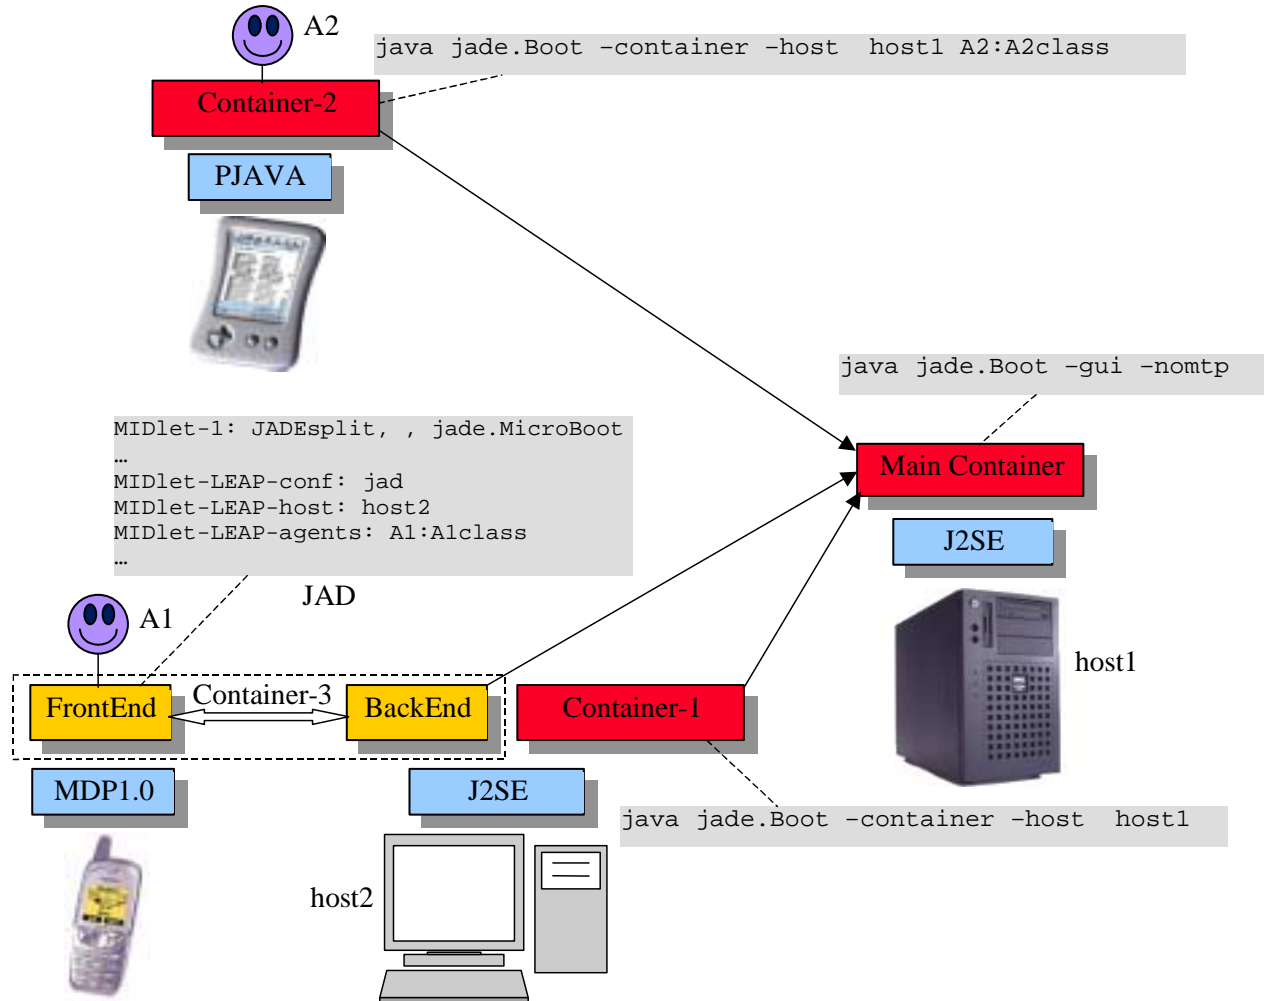 A2
java jade.Boot –container –host  host1 A2:A2class
Container-2
PJAVA
java jade.Boot –gui –nomtp
MIDlet-1: JADEsplit, , jade.MicroBoot
…
MIDlet-LEAP-conf: jad
MIDlet-LEAP-host: host2
MIDlet-LEAP-agents: A1:A1class
…
Main Container
J2SE
JAD
A1
host1
FrontEnd
Container-3
BackEnd
Container-1
MDP1.0
J2SE
java jade.Boot –container –host  host1
host2